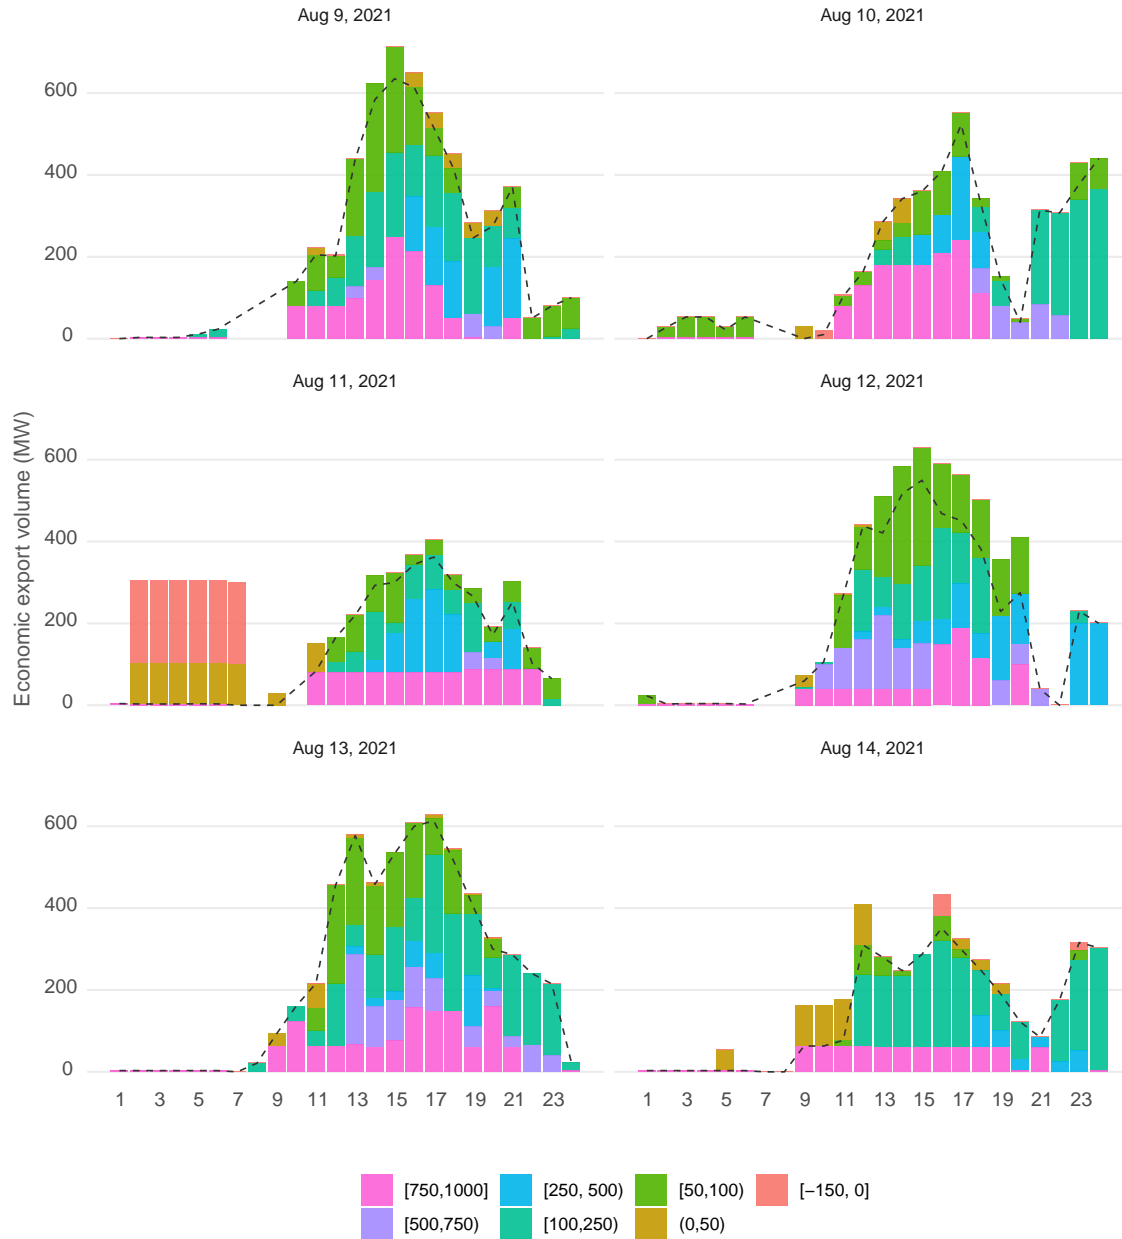 Aug 9, 2021
Aug 10, 2021
600
400
200
0
Aug 11, 2021
Aug 12, 2021
Economic export volume (MW)
600
400
200
0
Aug 13, 2021
Aug 14, 2021
600
400
200
0
1 3 5 7 9 11 13 15 17 19 21 23
1 3 5 7 9 11 13 15 17 19 21 23
[750,1000] [250, 500) [50,100) [−150, 0]
[500,750) [100,250) (0,50)